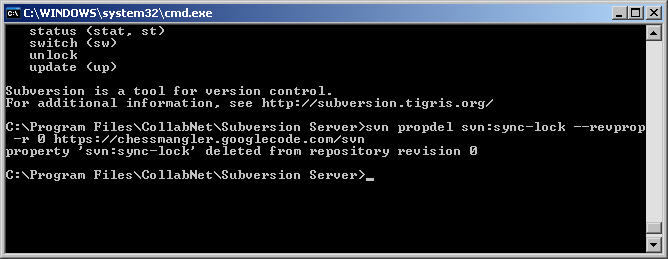 C:\WINDOWS\system32\cmd.exe
status (stat, st)
switch (sw)
unlock
update (up)
Subversion is a tool for version control.
For additional information, see http://subversion.tigris.org/
C:\Program Files\CollabNet\Subversion Server>svn propdel svn:sync-lock --revprop
-r 0 https://chessmangler.googlecode.com/svn
property 'svn:sync-lock' deleted from repository revision 0
C:\Program Files\CollabNet\Subversion Server>_